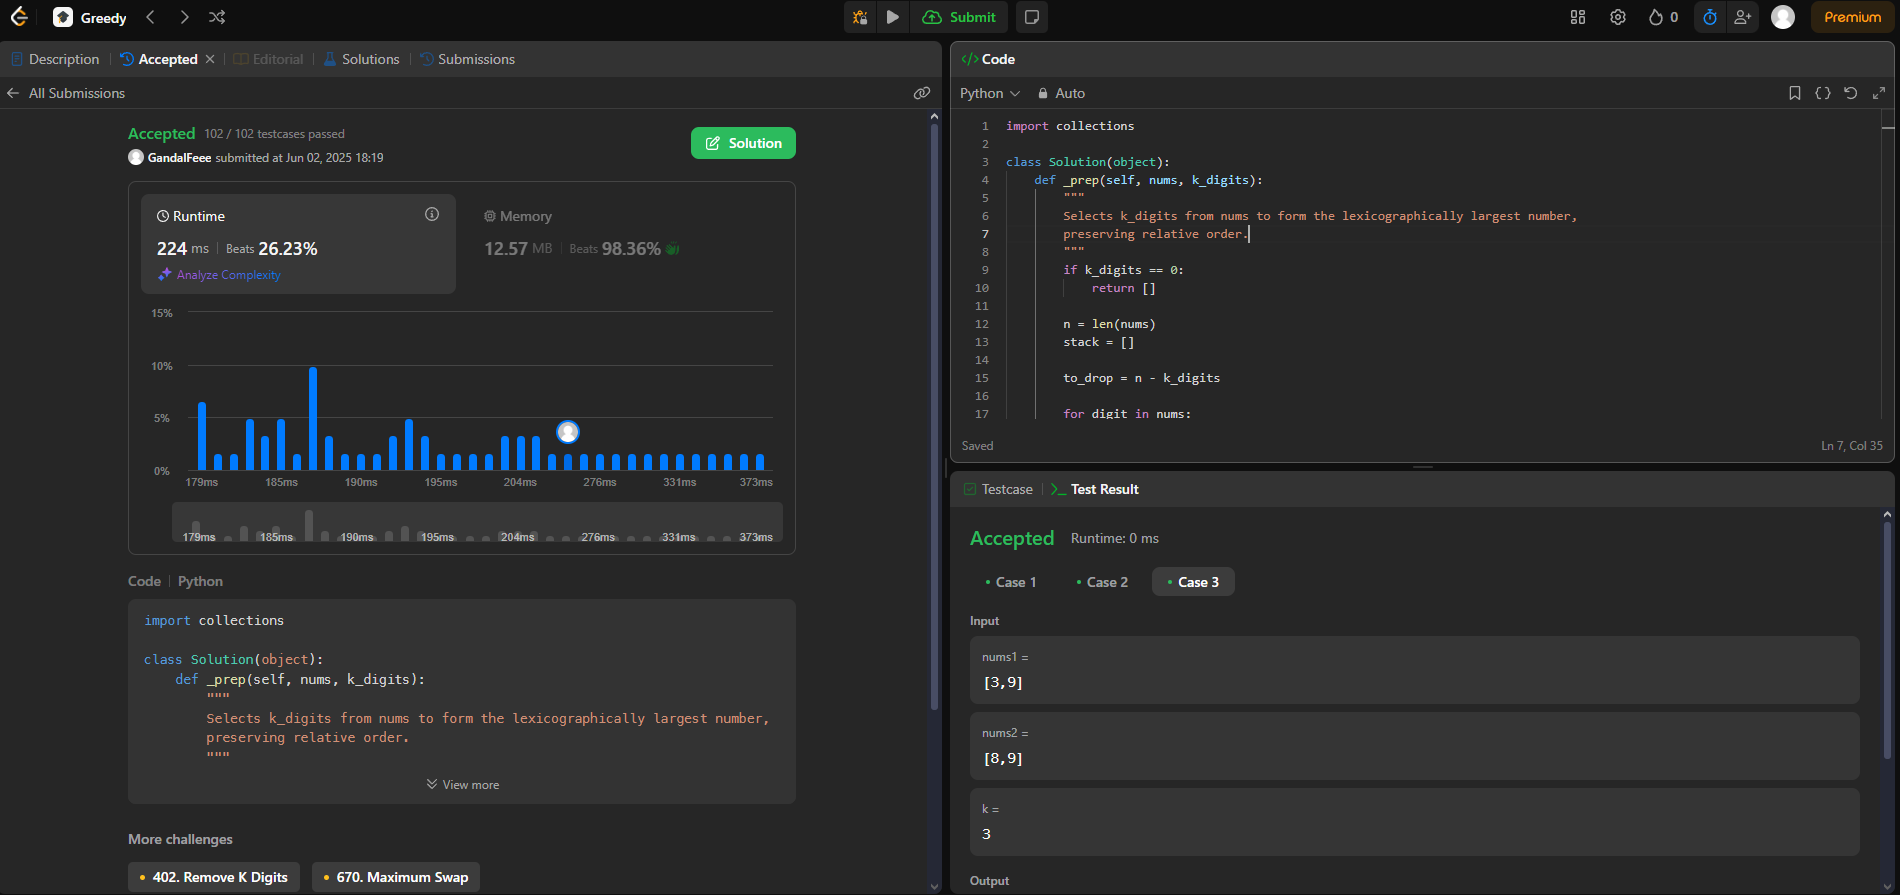 Greedy
Submit
0
Premium
Description
Accepted
Editorial
Solutions
Submissions
All Submissions
Accepted 102 / 102 testcases passed
GandalFeee submitted at Jun 02, 2025 18:19
Solution
Runtime
224 ms Beats 26.23%
Analyze Complexity
Memory
12.57 MB Beats 98.36%
15%
10%
5%
0%
179ms 185ms 190ms 195ms 204ms 276ms 331ms 373ms
179ms 185ms 190ms 195ms 204ms 276ms 331ms 373ms
Code Python
import collections
class Solution(object):
def _prep(self, nums, k_digits):
"""
Selects k_digits from nums to form the lexicographically largest number,
preserving relative order.
"""
View more
More challenges
402. Remove K Digits
670. Maximum Swap
</> Code
Python
Auto
1 import collections
2
3 class Solution(object):
4 def _prep(self, nums, k_digits):
5 """
6 Selects k_digits from nums to form the lexicographically largest number,
7 preserving relative order.
8 """
9 if k_digits == 0:
10 return []
11
12 n = len(nums)
13 stack = []
14
15 to_drop = n - k_digits
16
17 for digit in nums:
Saved
Ln 7, Col 35
Testcase
Test Result
Accepted Runtime: 0 ms
Case 1
Case 2
Case 3
Input
nums1 =
[3,9]
nums2 =
[8,9]
k =
3
Output